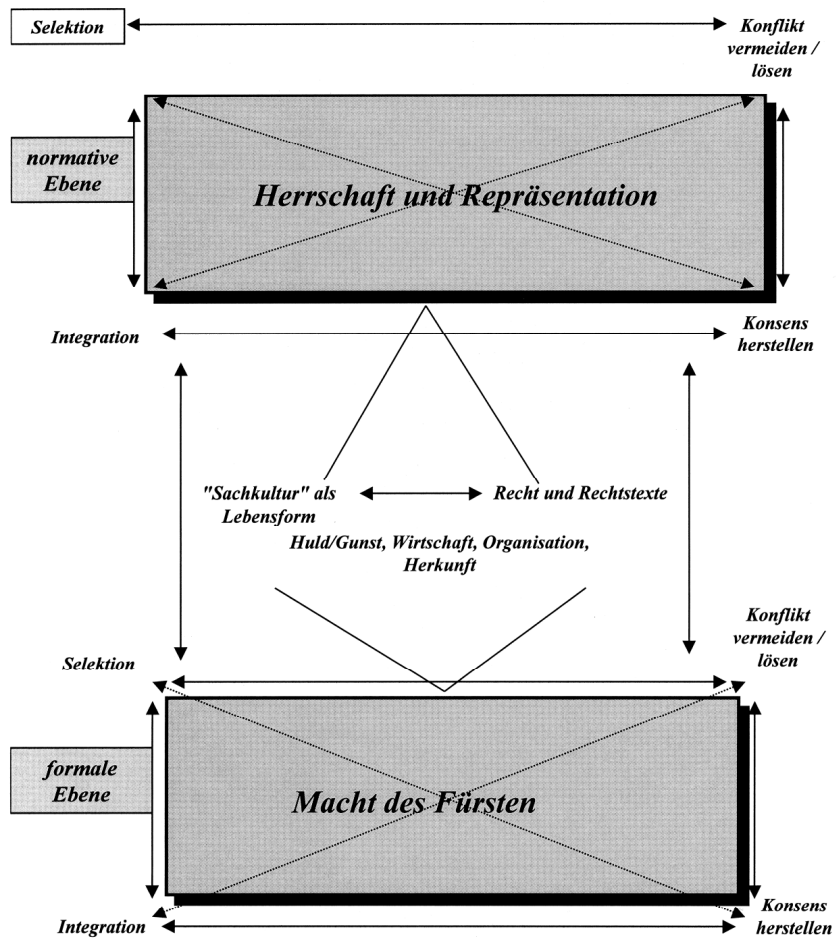 Selektion
Konflikt
vermeiden /
lösen
normative
Ebene
Herrschaft und Repräsentation
Integration
Konsens
herstellen
"Sachkultur" als
Lebensform
Recht und Rechtstexte
Huld/Gunst, Wirtschaft, Organisation,
Herkunft
Konflikt
vermeiden /
lösen
Selektion
formale
Ebene
Macht des Fürsten
Integration
Konsens
herstellen